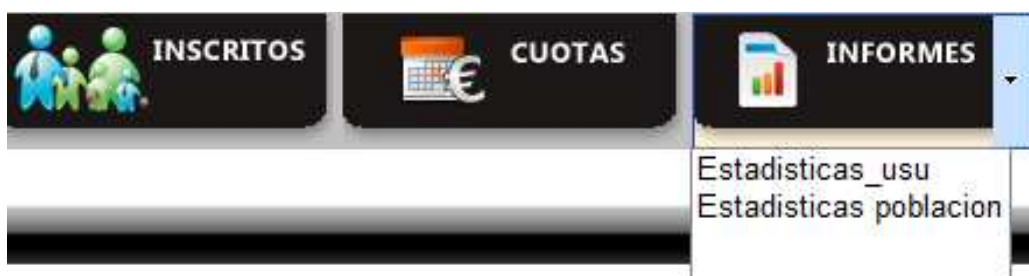 INSCRITOS
CUOTAS
INFORMES
Estadisticas_usu
Estadisticas poblacion